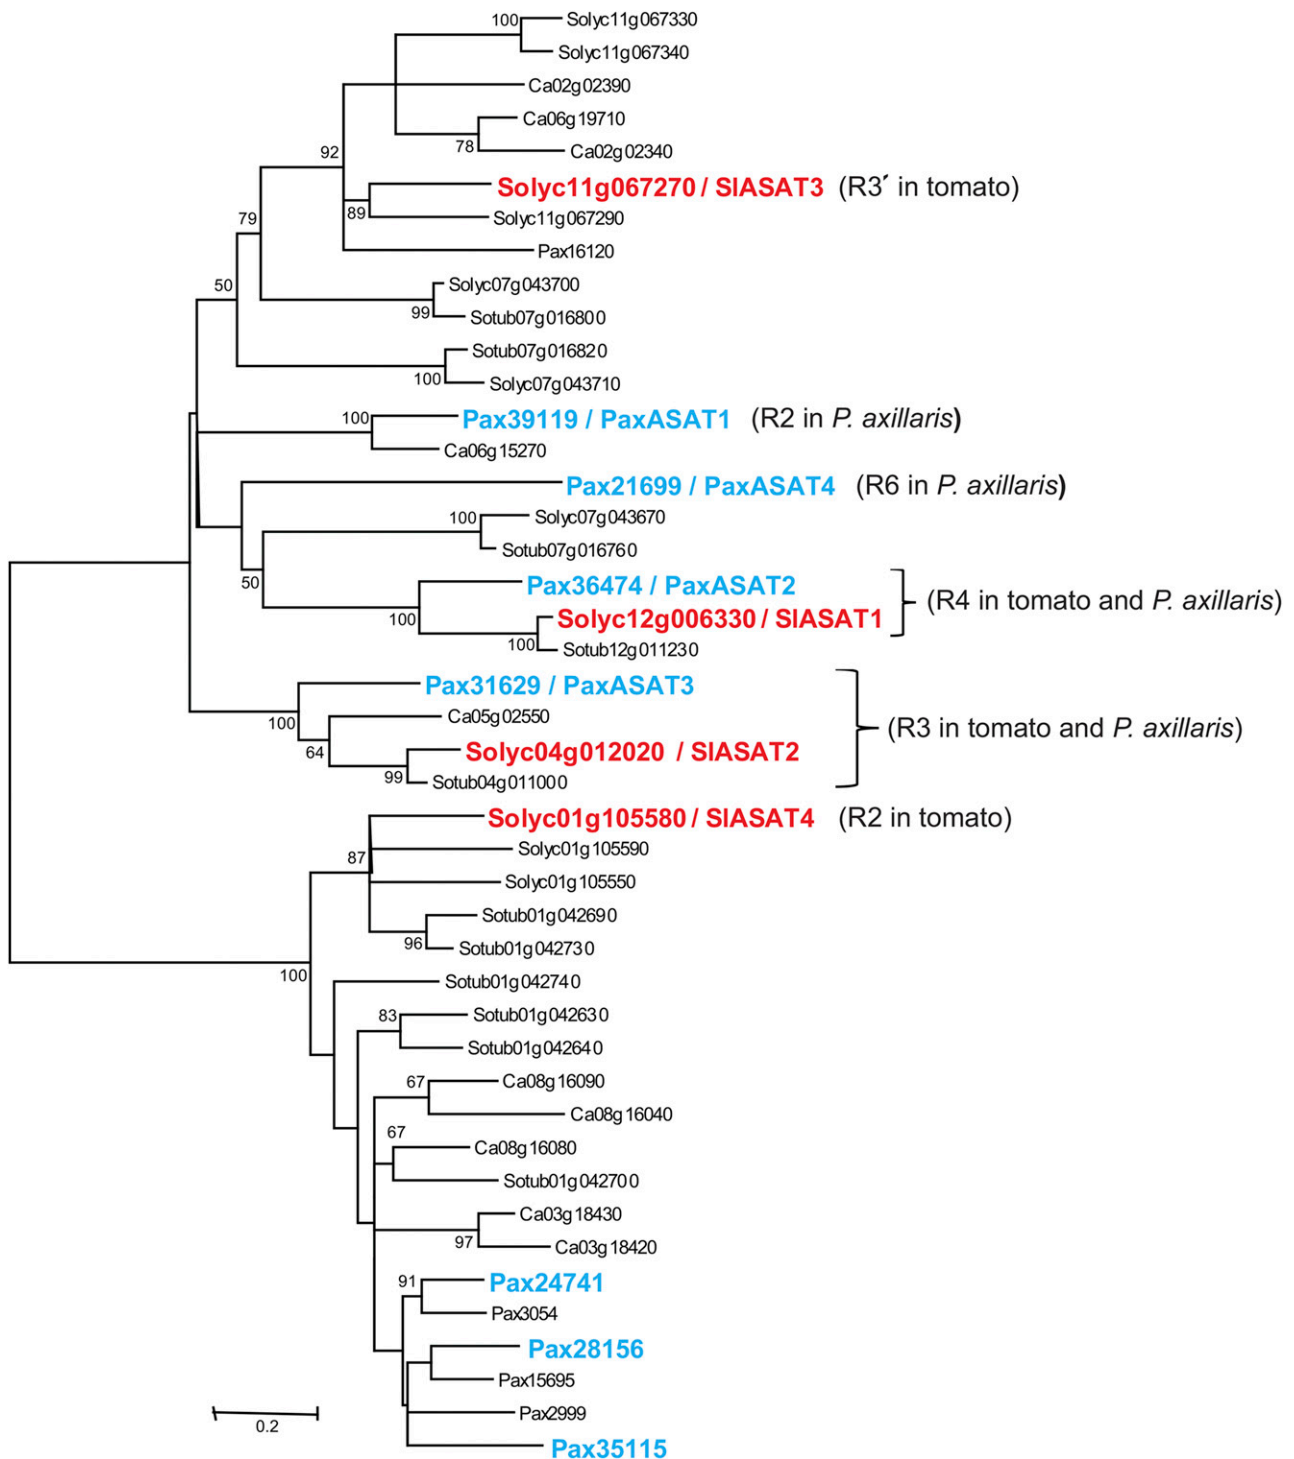 100
Solyc11g067330
Solyc11g067340
Ca02g02390
Ca06g19710
78
Ca02g02340
92
Solyc11g067270 / SlASAT3 (R3´ in tomato)
89
Solyc11g067290
79
Pax16120
50
Solyc07g043700
99
Sotub07g016800
Sotub07g016820
100
Solyc07g043710
100
Pax39119 / PaxASAT1 (R2 in P. axillaris)
Ca06g15270
Pax21699 / PaxASAT4 (R6 in P. axillaris)
100
Solyc07g043670
Sotub07g016760
50
Pax36474 / PaxASAT2
(R4 in tomato and P. axillaris)
100
Solyc12g006330 / SlASAT1
100
Sotub12g011230
Pax31629 / PaxASAT3
100
Ca05g02550
(R3 in tomato and P. axillaris)
64
Solyc04g012020 / SlASAT2
99
Sotub04g011000
Solyc01g105580 / SlASAT4 (R2 in tomato)
87
Solyc01g105590
Solyc01g105550
Sotub01g042690
96
Sotub01g042730
100
Sotub01g042740
83
Sotub01g042630
Sotub01g042640
67
Ca08g16090
Ca08g16040
67
Ca08g16080
Sotub01g042700
Ca03g18430
97
Ca03g18420
91
Pax24741
Pax3054
Pax28156
Pax15695
Pax2999
0.2
Pax35115